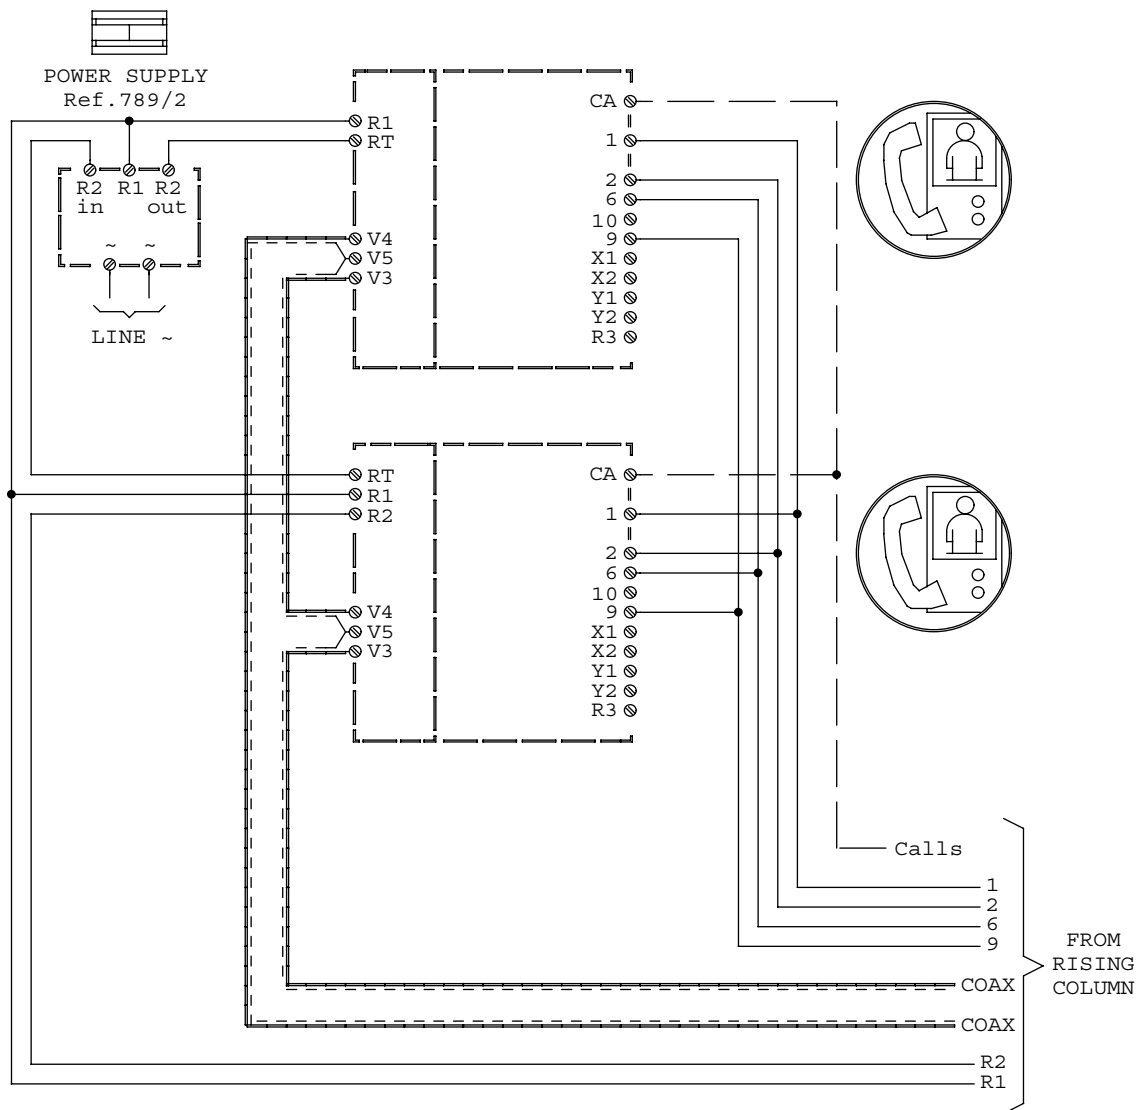 POWER SUPPLY
Ref.789/2
R2 R1 R2
in out
~ ~
LINE ~
R1
RT
V4
V5
V3
CA
1
2
6
10
9
X1
X2
Y1
Y2
R3
RT
R1
R2
V4
V5
V3
CA
1
2
6
10
9
X1
X2
Y1
Y2
R3
Calls
1
2
6
9
COAX
COAX
R2
R1
FROM
RISING
COLUMN